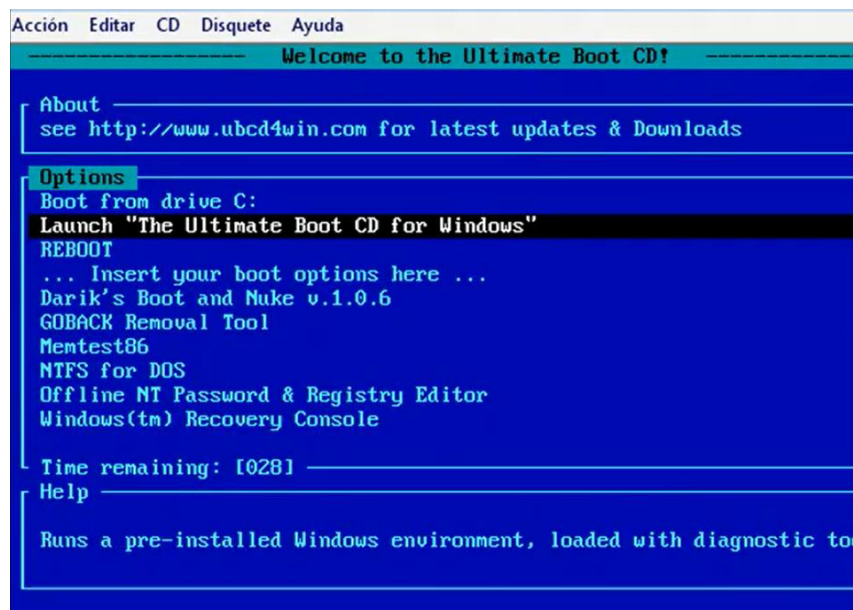 Acción Editar CD Disquete Ayuda
Welcome to the Ultimate Boot CD!
About
see http://www.ubcd4win.com for latest updates & Downloads
Options
Boot from drive C:
Launch "The Ultimate Boot CD for Windows"
REBOOT
... Insert your boot options here ...
Darik's Boot and Nuke v.1.0.6
GOBACK Removal Tool
Memtest86
NTFS for DOS
Offline NT Password & Registry Editor
Windows(tm) Recovery Console
Time remaining: [028]
Help
Runs a pre-installed Windows environment, loaded with diagnostic